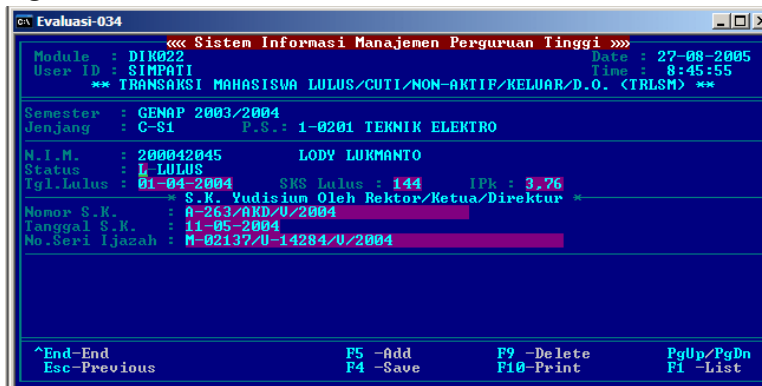 Evaluasi-034
««« Sistem Informasi Manajemen Perguruan Tinggi »»»
Module : DIK022 Date : 27-08-2005
User ID : SIMPATI Time : 8:45:55
** TRANSAKSI MAHASISWA LULUS/CUTI/NON-AKTIF/KELUAR/D.O. (TRLSM) **
Semester : GENAP 2003/2004
Jenjang : C-S1 P.S.: 1-0201 TEKNIK ELEKTRO
N.I.M. : 200042045 LODY LUKMANTO
Status : L-LULUS
Tgl.Lulus : 01-04-2004 SKS Lulus : 144 IPk : 3,76
* S.K. Yudisium Oleh Rektor/Ketua/Direktur *
Nomor S.K. : A-263/AKD/V/2004
Tanggal S.K. : 11-05-2004
No.Seri Ijazah : M-02137/U-14284/V/2004
^End-End F5 -Add F9 -Delete PgUp/PgDn
Esc-Previous F4 -Save F10-Print F1 -List